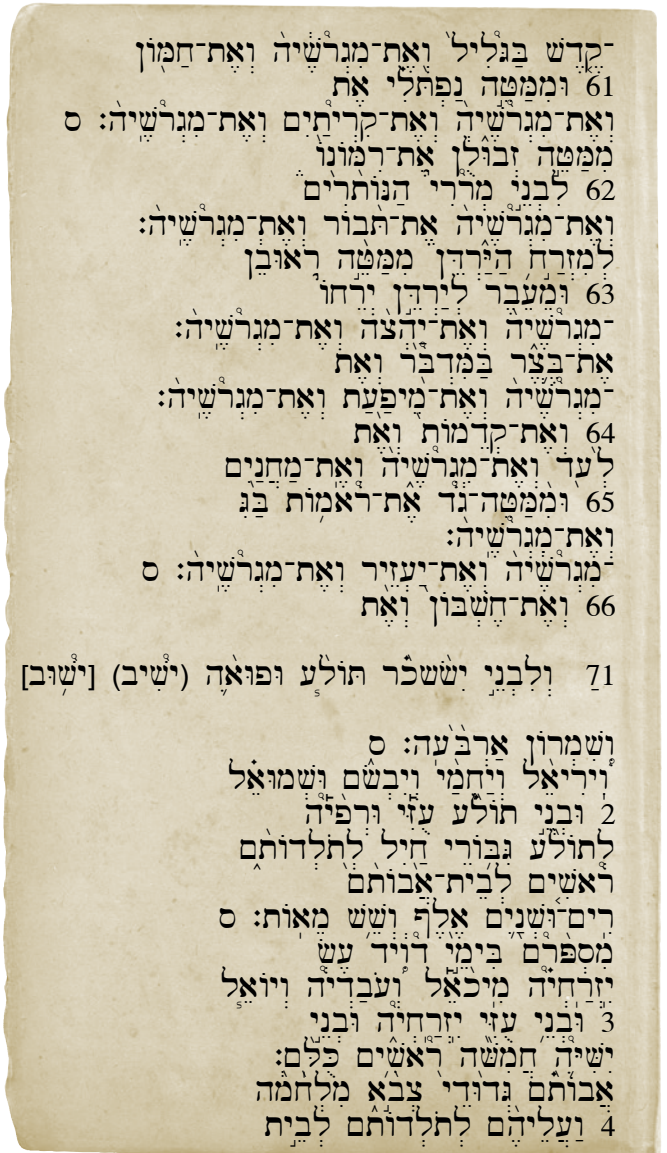 ־קֶדֶשׁ בַּגָּלִיל וְאֶת־מִגְרָשֶׁיהָ וְאֶת־חַמּוֹן
61 וּמִמַּטֵּה נַפְתָּלִי אֶת
וְאֶת־מִגְרָשֶׁיהָ וְאֶת־קִרְיָתַיִם וְאֶת־מִגְרָשֶׁיהָ׃ ס
מִמַּטֵּה זְבוּלֻן אֶת־רִמּוֹנוֹ
62 לִבְנֵי מְרָרִי הַנּוֹתָרִים
וְאֶת־מִגְרָשֶׁיהָ אֶת־תָּבוֹר וְאֶת־מִגְרָשֶׁיהָ׃
לְמִזְרַח הַיַּרְדֵּן מִמַּטֵּה רְאוּבֵן
63 וּמֵעֵבֶר לְיַרְדֵּן יְרֵחוֹ
־מִגְרָשֶׁיהָ וְאֶת־יַהְצָה וְאֶת־מִגְרָשֶׁיהָ׃
אֶת־בֶּצֶר בַּמִּדְבָּר וְאֶת
־מִגְרָשֶׁיהָ וְאֶת־מֵיפַעַת וְאֶת־מִגְרָשֶׁיהָ׃
64 וְאֶת־קְדֵמוֹת וְאֶת
לְעָד וְאֶת־מִגְרָשֶׁיהָ וְאֶת־מַחֲנַיִם
65 וּמִמַּטֵּה־גָד אֶת־רָאמוֹת בַּגִּ
וְאֶת־מִגְרָשֶׁיהָ׃
־מִגְרָשֶׁיהָ וְאֶת־יַעְזֵיר וְאֶת־מִגְרָשֶׁיהָ׃ ס
66 וְאֶת־חֶשְׁבּוֹן וְאֶת
71 וְלִבְנֵי יִשָׂשכָר תּוֹלָע וּפוּאָה (יָשִׁיב) [יָשׁוּב]
וְשִׁמְרוֹן אַרְבָּעָה׃ ס
וִירִיאֵל וְיַחְמַי וְיִבְשָׂם וּשְׁמוּאֵל
2 וּבְנֵי תוֹלָע עֻזִּי וּרְפָיָה
לְתוֹלָע גִּבּוֹרֵי חַיִל לְתֹלְדוֹתָם
רָאשִׁים לְבֵית־אֲבוֹתָם
רִים־וּשְׁנַיִם אֶלֶף וְשֵׁשׁ מֵאוֹת׃ ס
מִסְפָּרָם בִּימֵי דָוִיד עֶשְׂ
יִזְרַחְיָה מִיכָאֵל וְעֹבַדְיָה וְיוֹאֵל
3 וּבְנֵי עֻזִּי יִזְרַחְיָה וּבְנֵי
יִשִּׁיָּה חֲמִשָּׁה רָאשִׁים כֻּלָּם׃
אֲבוֹתָם גְּדוּדֵי צְבָא מִלְחָמָה
4 וַעֲלֵיהֶם לְתֹלְדוֹתָם לְבֵית